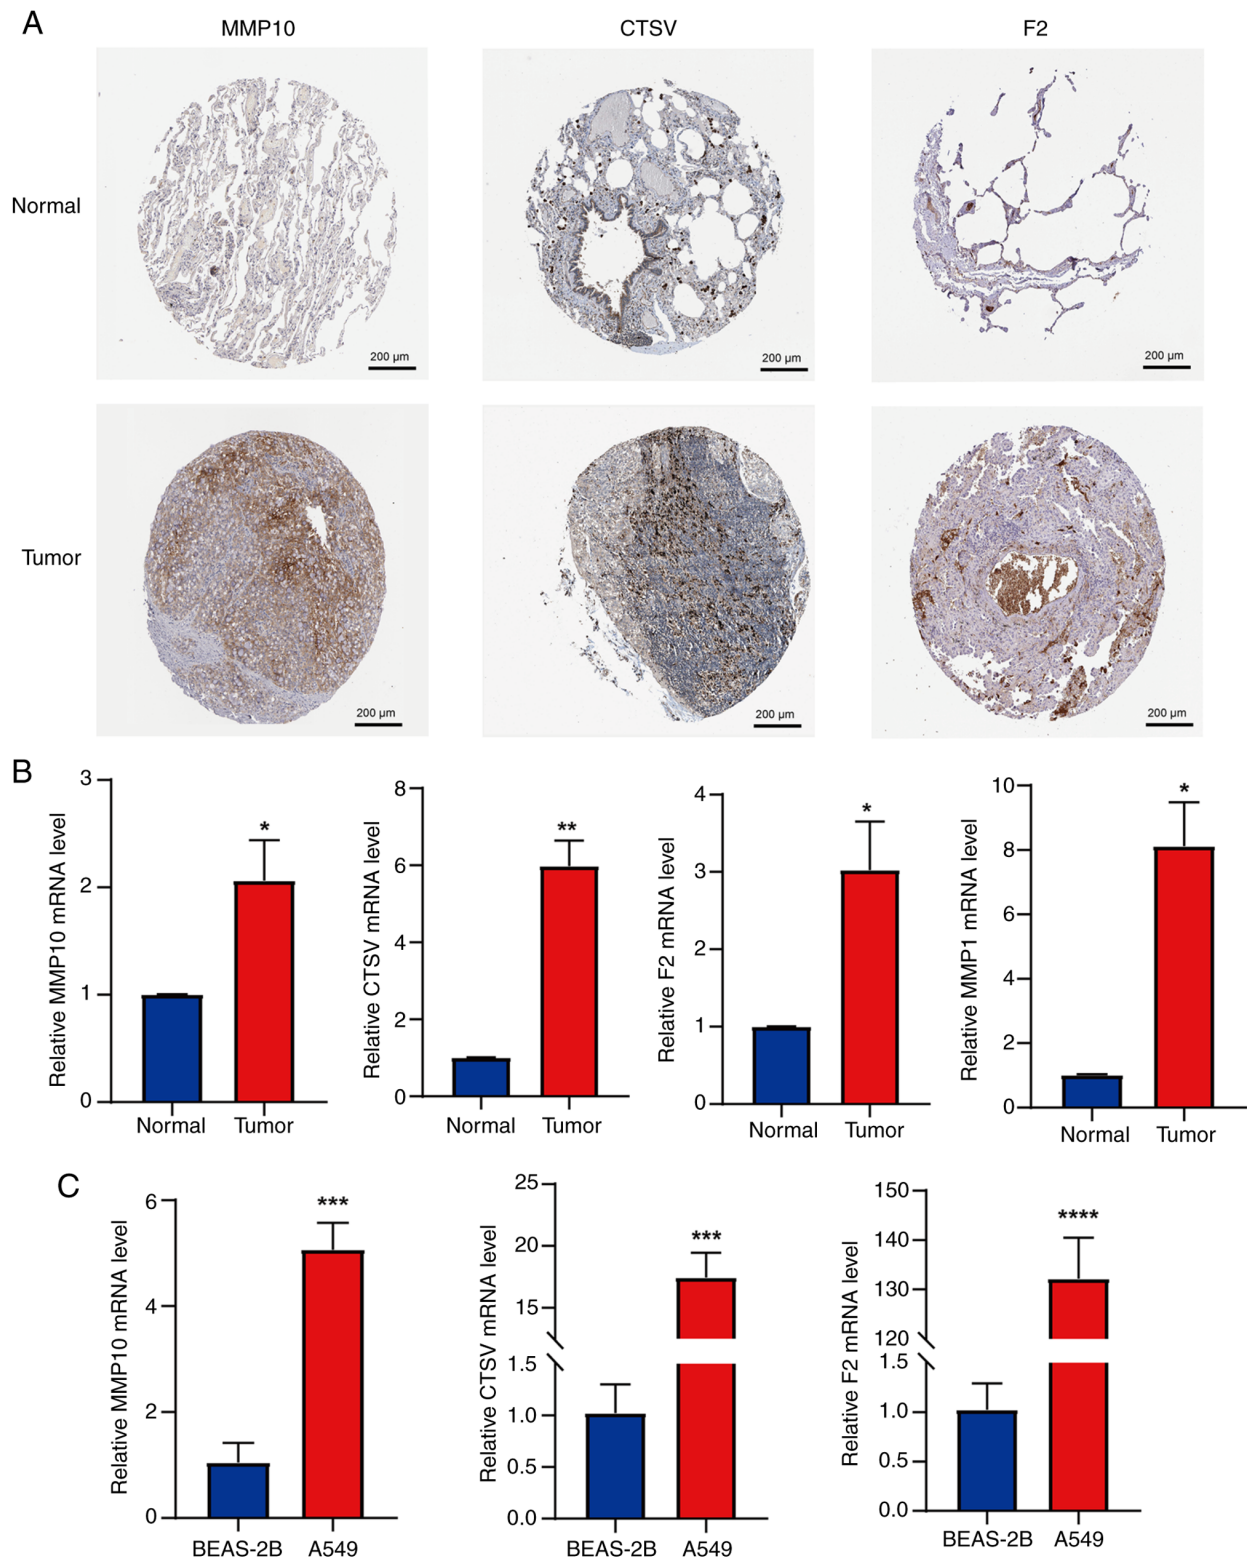 A
MMP10 CTSV F2
Normal
200 µm 200 µm 200 µm
Tumor
200 µm 200 µm 200 µm
B
Relative MMP10 mRNA level
3
2
1
0
*
Normal Tumor
Relative CTSV mRNA level
8
6
4
2
0
**
Normal Tumor
Relative F2 mRNA level
4
3
2
1
0
*
Normal Tumor
Relative MMP1 mRNA level
10
8
6
4
2
0
*
Normal Tumor
C
Relative MMP10 mRNA level
6
4
2
0
***
BEAS-2B A549
Relative CTSV mRNA level
25
20
15
1.5
1.0
0.5
0.0
***
BEAS-2B A549
Relative F2 mRNA level
150
140
130
120
1.5
1.0
0.5
0.0
****
BEAS-2B A549